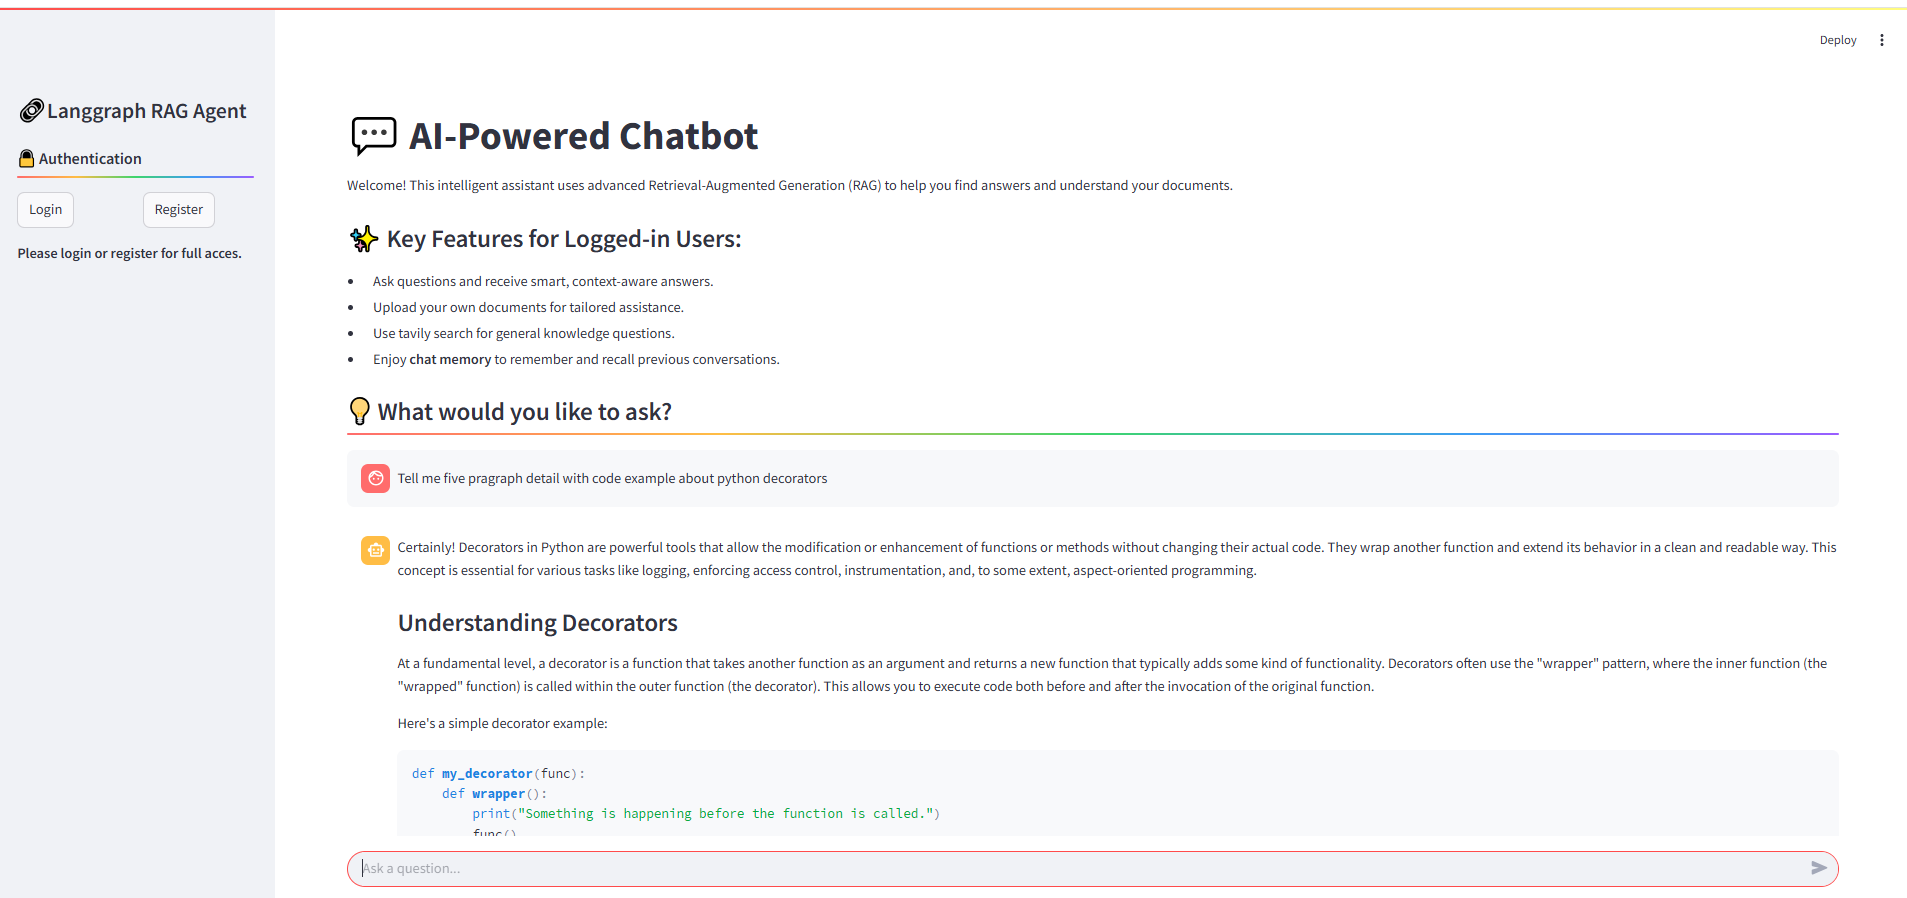 Deploy
Langgraph RAG Agent
Authentication
Login
Register
Please login or register for full acces.
AI-Powered Chatbot
Welcome! This intelligent assistant uses advanced Retrieval-Augmented Generation (RAG) to help you find answers and understand your documents.
Key Features for Logged-in Users:
• Ask questions and receive smart, context-aware answers.
• Upload your own documents for tailored assistance.
• Use tavily search for general knowledge questions.
• Enjoy chat memory to remember and recall previous conversations.
What would you like to ask?
Tell me five pragraph detail with code example about python decorators
Certainly! Decorators in Python are powerful tools that allow the modification or enhancement of functions or methods without changing their actual code. They wrap another function and extend its behavior in a clean and readable way. This
concept is essential for various tasks like logging, enforcing access control, instrumentation, and, to some extent, aspect-oriented programming.
Understanding Decorators
At a fundamental level, a decorator is a function that takes another function as an argument and returns a new function that typically adds some kind of functionality. Decorators often use the "wrapper" pattern, where the inner function (the
"wrapped" function) is called within the outer function (the decorator). This allows you to execute code both before and after the invocation of the original function.
Here's a simple decorator example:
def my_decorator(func):
    def wrapper():
        print("Something is happening before the function is called.")
        func()
Ask a question...